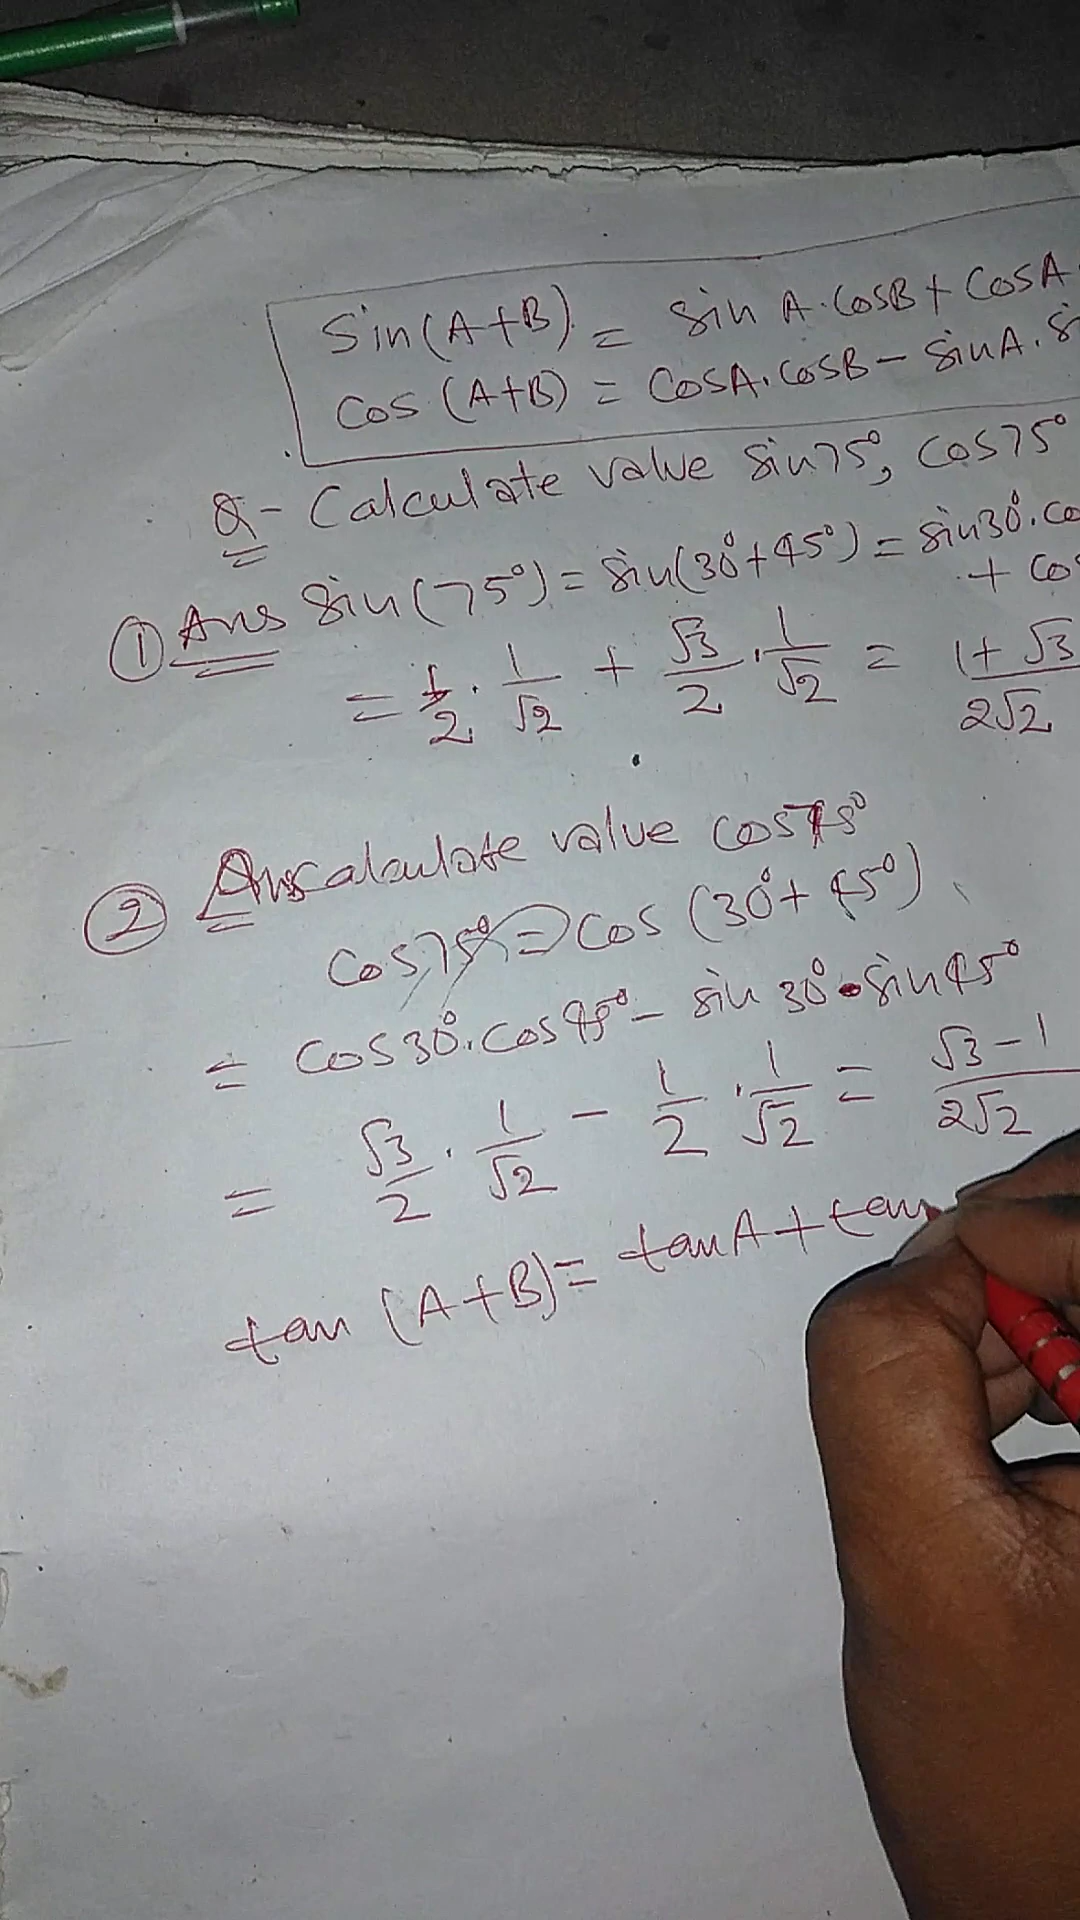 Sin(A+B) = sin A.CosB + CosA.
Cos (A+B) = CosA.CosB - sinA.Si
Q- Calculate value sin75°, Cos75°
① Ans Sin(75°) = Sin(30°+45°) = sin30°.Co
+ Cos
= 1/2 . 1/√2 + √3/2 . 1/√2 = 1+√3/2√2
② Ans calculate value cos75°
Cos75° = Cos (30°+45°)
= Cos30°.Cos45° - sin 30°.sin45°
= √3/2 . 1/√2 - 1/2 . 1/√2 = √3-1/2√2
tan (A+B) = tanA + tan